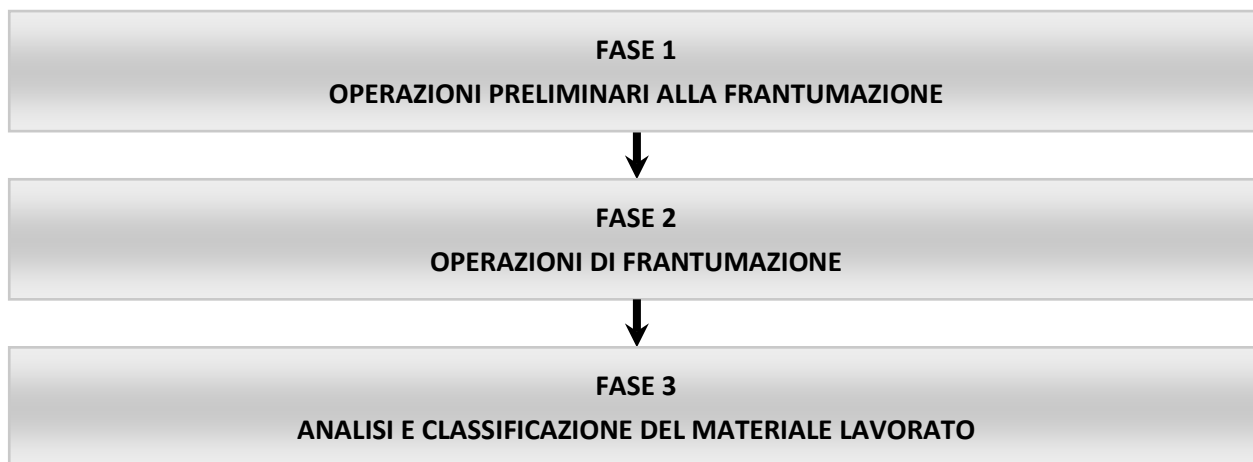 FASE 1
OPERAZIONI PRELIMINARI ALLA FRANTUMAZIONE
FASE 2
OPERAZIONI DI FRANTUMAZIONE
FASE 3
ANALISI E CLASSIFICAZIONE DEL MATERIALE LAVORATO